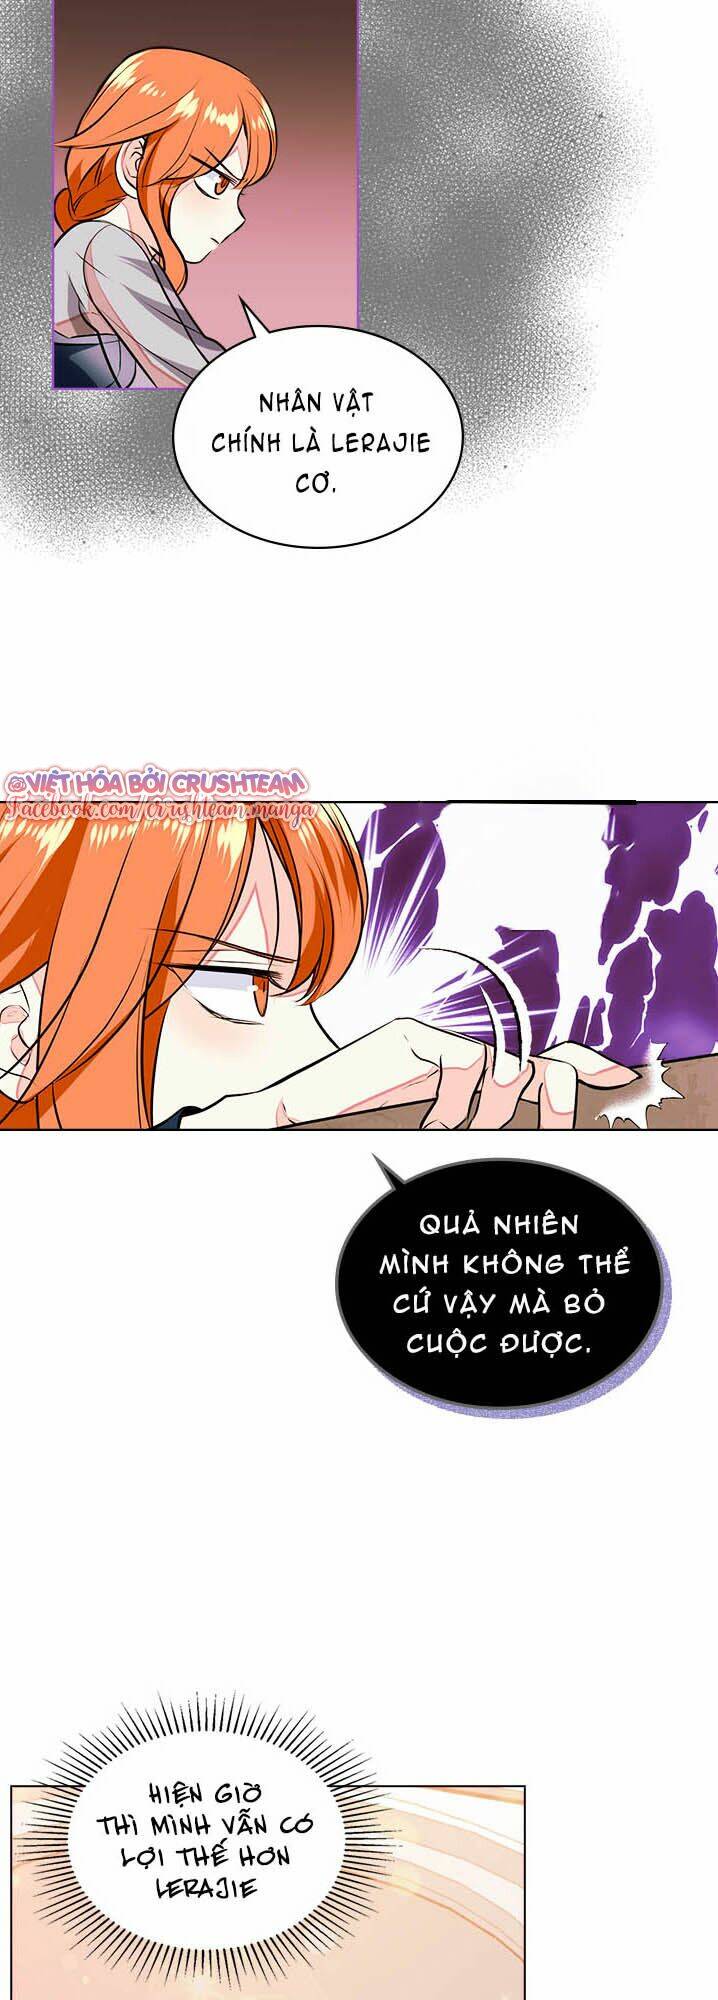 NHÂN VẬT
CHÍNH LÀ LERAJIE
CƠ.
@VIỆT HÓA BỞI CRUSHTEAM
Facebook.com/crushteam.manga
QUẢ NHIÊN
MÌNH KHÔNG THỂ
CỨ VẬY MÀ BỎ
CUỘC ĐƯỢC.
HIỆN GIỜ
THÌ MÌNH VẪN CÓ
LỢI THẾ HƠN
LERAJIE